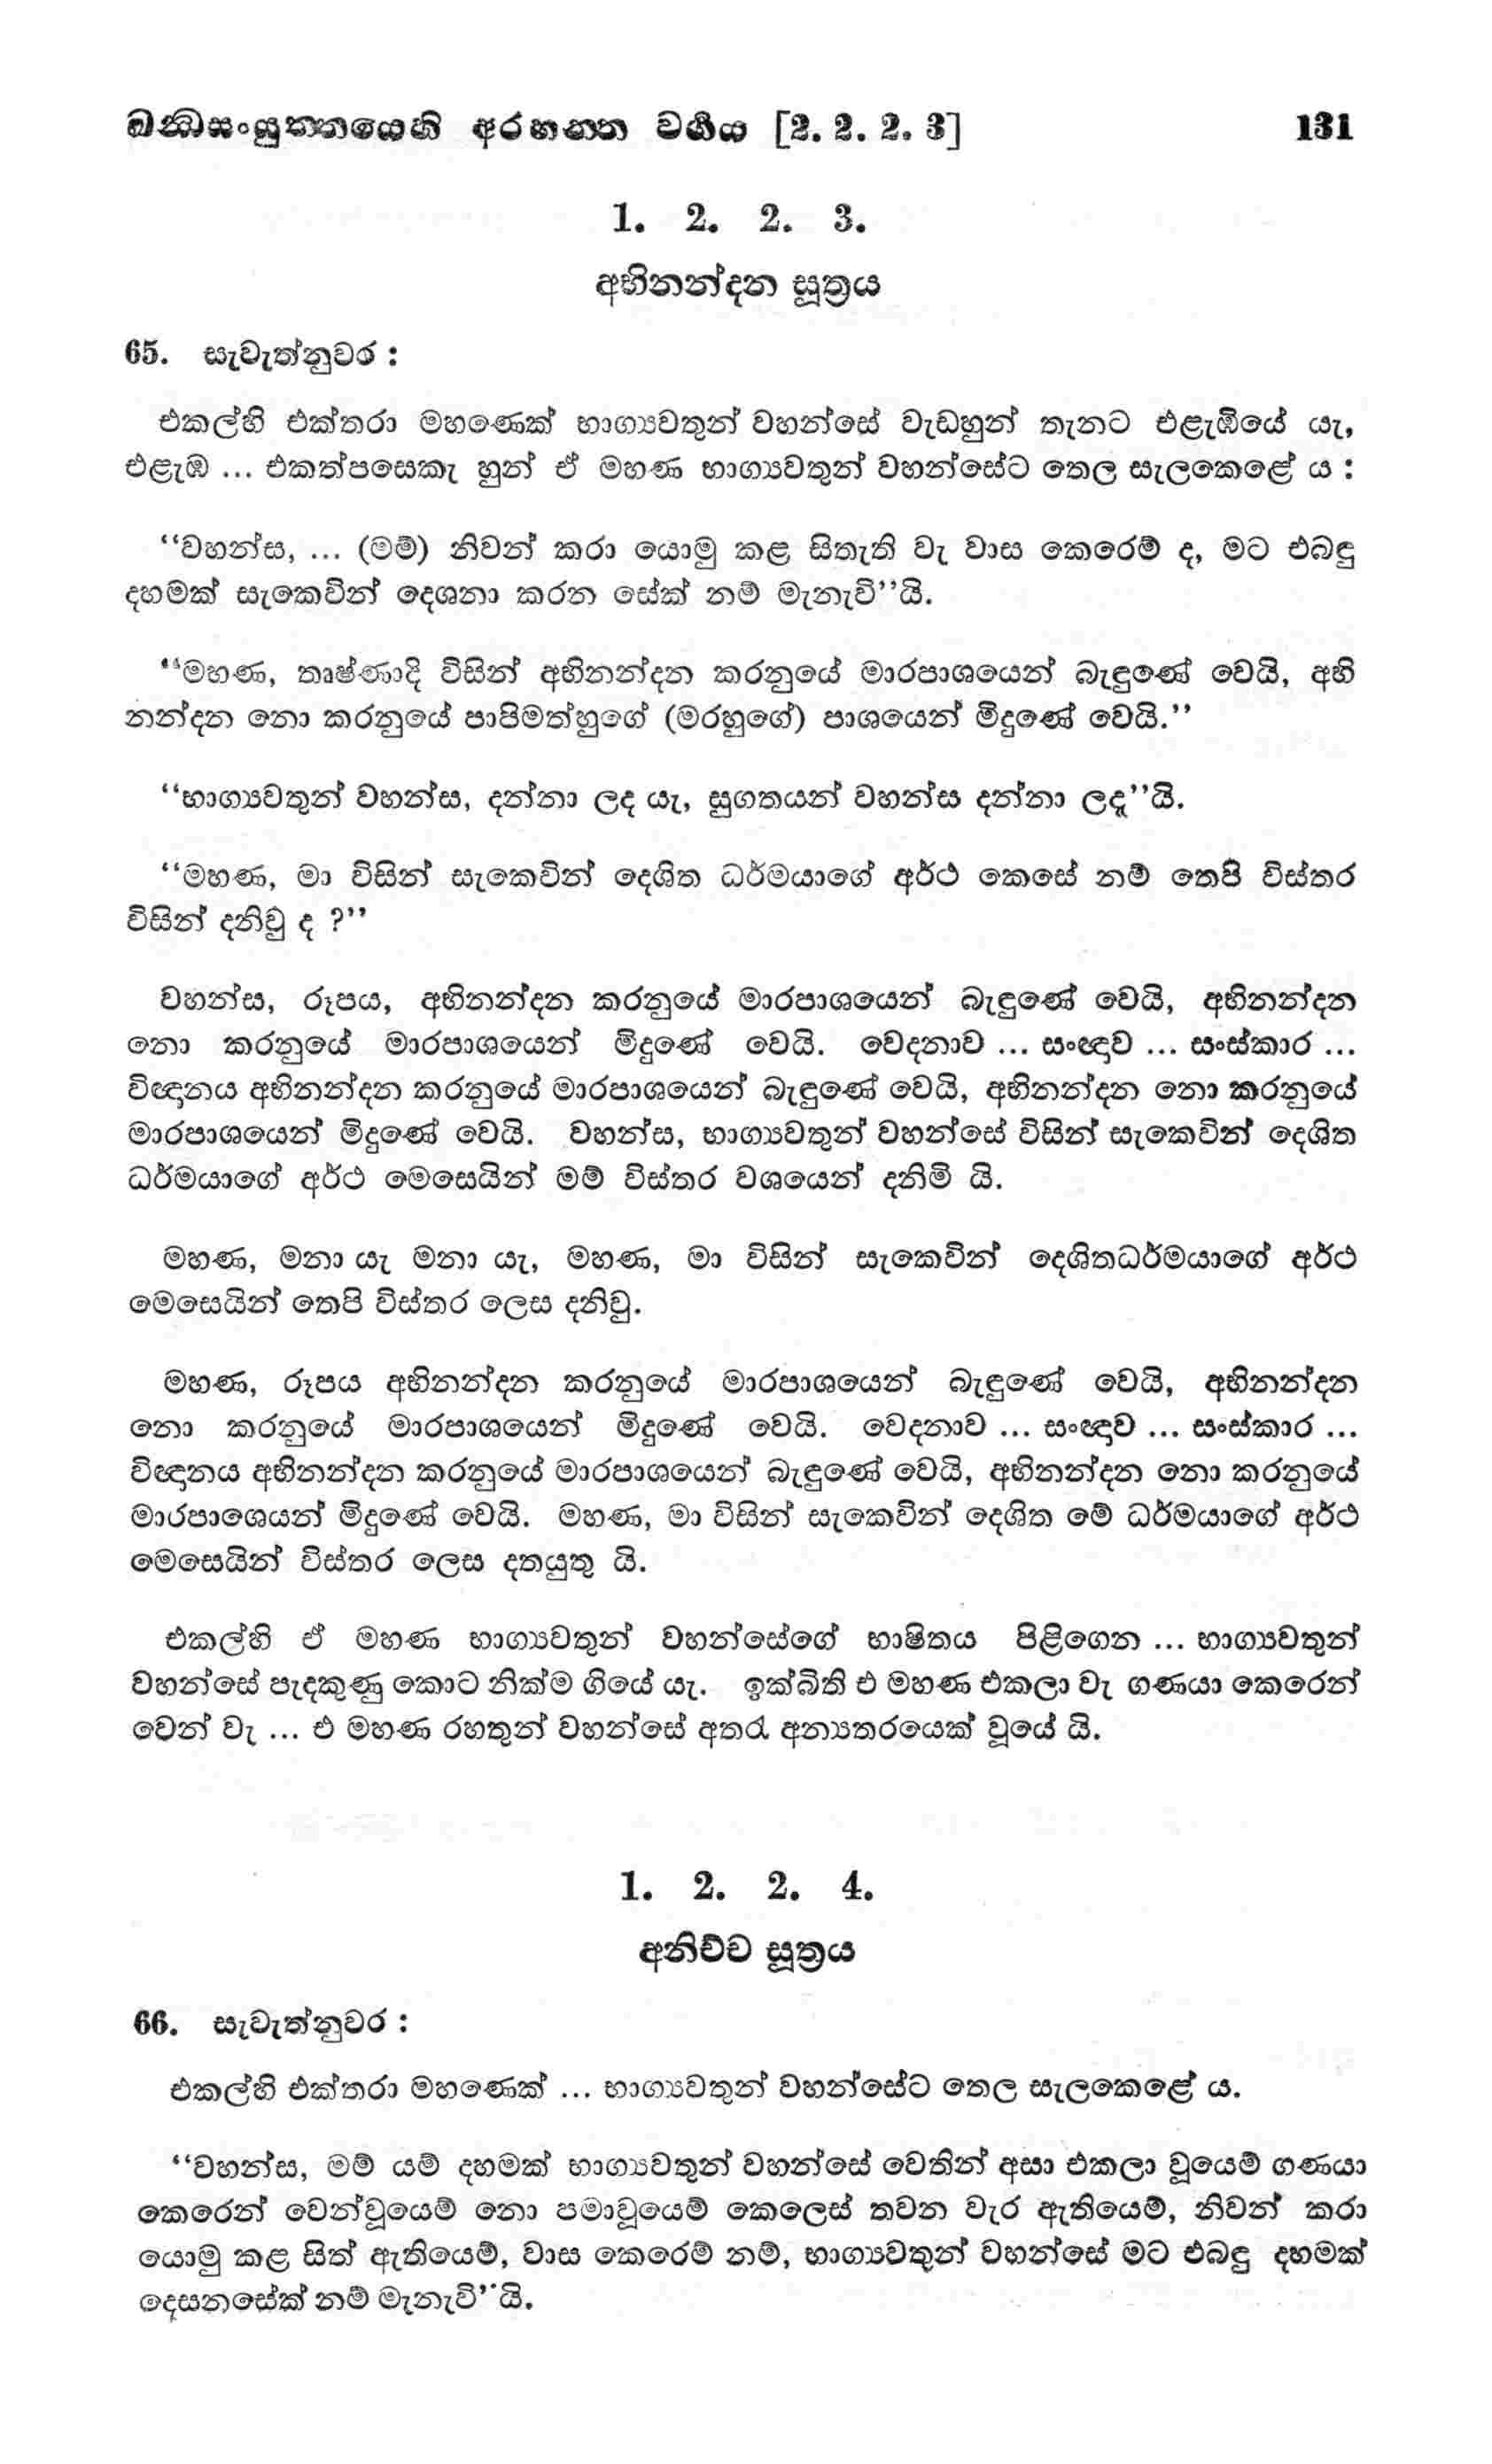 ඛන්‍ධසංයුත්තයෙහි අරහන්ත වර්‍ගය [2. 2. 2. 3] 131
1. 2. 2. 3.
අභිනන්දන සූත්‍රය
65. සැවැත්නුවර :
එකල්හි එක්තරා මහණෙක් භාග්‍යවතුන් වහන්සේ වැඩහුන් තැනට එළැඹියේ යැ,
එළැඹ ... එකත්පසෙකැ හුන් ඒ මහණ භාග්‍යවතුන් වහන්සේට තෙල සැලකෙළේ ය :
“වහන්ස, ... (මම්) නිවන් කරා යොමු කළ සිතැති වැ වාස කෙරෙම් ද, මට එබඳු
දහමක් සැකෙවින් දෙශනා කරන සේක් නම් මැනැවි”යි.
“මහණ, තෘෂ්ණාදි විසින් අභිනන්දන කරනුයේ මාරපාශයෙන් බැඳුණේ වෙයි, අභි
නන්දන නො කරනුයේ පාපිමත්හුගේ (මරහුගේ) පාශයෙන් මිදුණේ වෙයි.”
“භාග්‍යවතුන් වහන්ස, දන්නා ලද යැ, සුගතයන් වහන්ස දන්නා ලදැ”යි.
“මහණ, මා විසින් සැකෙවින් දෙශිත ධර්මයාගේ අර්ථ කෙසේ නම් තෙපි විස්තර
විසින් දනිවු ද ?”
වහන්ස, රූපය, අභිනන්දන කරනුයේ මාරපාශයෙන් බැඳුණේ වෙයි, අභිනන්දන
නො කරනුයේ මාරපාශයෙන් මිදුණේ වෙයි. වෙදනාව ... සංඥාව ... සංස්කාර ...
විඥානය අභිනන්දන කරනුයේ මාරපාශයෙන් බැඳුණේ වෙයි, අභිනන්දන නො කරනුයේ
මාරපාශයෙන් මිදුණේ වෙයි. වහන්ස, භාග්‍යවතුන් වහන්සේ විසින් සැකෙවින් දෙශිත
ධර්මයාගේ අර්ථ මෙසෙයින් මම් විස්තර වශයෙන් දනිමි යි.
මහණ, මනා යැ මනා යැ, මහණ, මා විසින් සැකෙවින් දෙශිතධර්මයාගේ අර්ථ
මෙසෙයින් තෙපි විස්තර ලෙස දනිවු.
මහණ, රූපය අභිනන්දන කරනුයේ මාරපාශයෙන් බැඳුණේ වෙයි, අභිනන්දන
නො කරනුයේ මාරපාශයෙන් මිදුණේ වෙයි. වෙදනාව ... සංඥාව ... සංස්කාර ...
විඥානය අභිනන්දන කරනුයේ මාරපාශයෙන් බැඳුණේ වෙයි, අභිනන්දන නො කරනුයේ
මාරපාශෙයන් මිදුණේ වෙයි. මහණ, මා විසින් සැකෙවින් දෙශිත මේ ධර්මයාගේ අර්ථ
මෙසෙයින් විස්තර ලෙස දතයුතු යි.
එකල්හි ඒ මහණ භාග්‍යවතුන් වහන්සේගේ භාෂිතය පිළිගෙන ... භාග්‍යවතුන්
වහන්සේ පැදකුණු කොට නික්ම ගියේ යැ. ඉක්බිති එ මහණ එකලා වැ ගණයා කෙරෙන්
වෙන් වැ ... එ මහණ රහතුන් වහන්සේ අතරැ අන්‍යතරයෙක් වූයේ යි.
1. 2. 2. 4.
අනිච්ච සූත්‍රය
66. සැවැත්නුවර :
එකල්හි එක්තරා මහණෙක් ... භාග්‍යවතුන් වහන්සේට තෙල සැලකෙළේ ය.
“වහන්ස, මම් යම් දහමක් භාග්‍යවතුන් වහන්සේ වෙතින් අසා එකලා වූයෙම් ගණයා
කෙරෙන් වෙන්වූයෙම් නො පමාවූයෙම් කෙලෙස් තවන වැර ඇතියෙම්, නිවන් කරා
යොමු කළ සිත් ඇතියෙම්, වාස කෙරෙම් නම්, භාග්‍යවතුන් වහන්සේ මට එබඳු දහමක්
දෙසනසේක් නම් මැනැවි”යි.